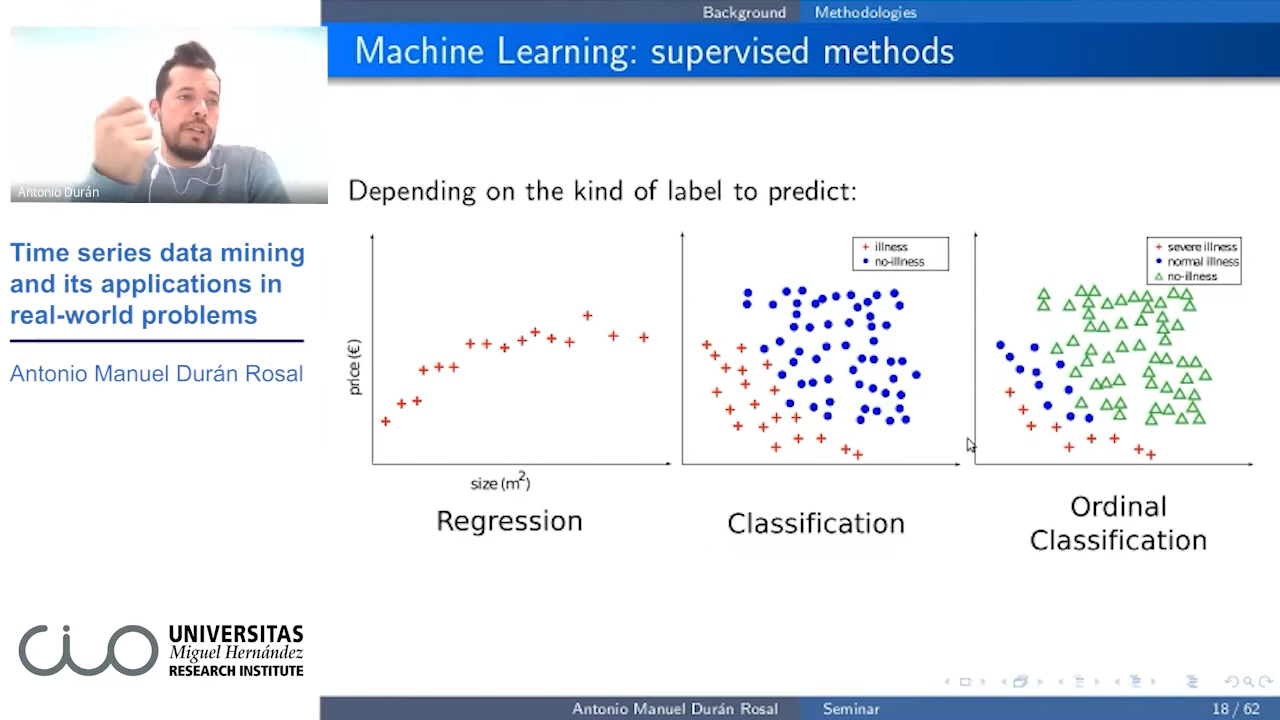 Background Methodologies
Machine Learning: supervised methods
Antonio Durán
Time series data mining
and its applications in
real-world problems
Antonio Manuel Durán Rosal
cio UNIVERSITAS
Miguel Hernández
RESEARCH INSTITUTE
Depending on the kind of label to predict:
price (€)
size (m²)
Regression
illness
no-illness
Classification
severe illness
normal illness
no-illness
Ordinal
Classification
Antonio Manuel Durán Rosal Seminar 18 / 62